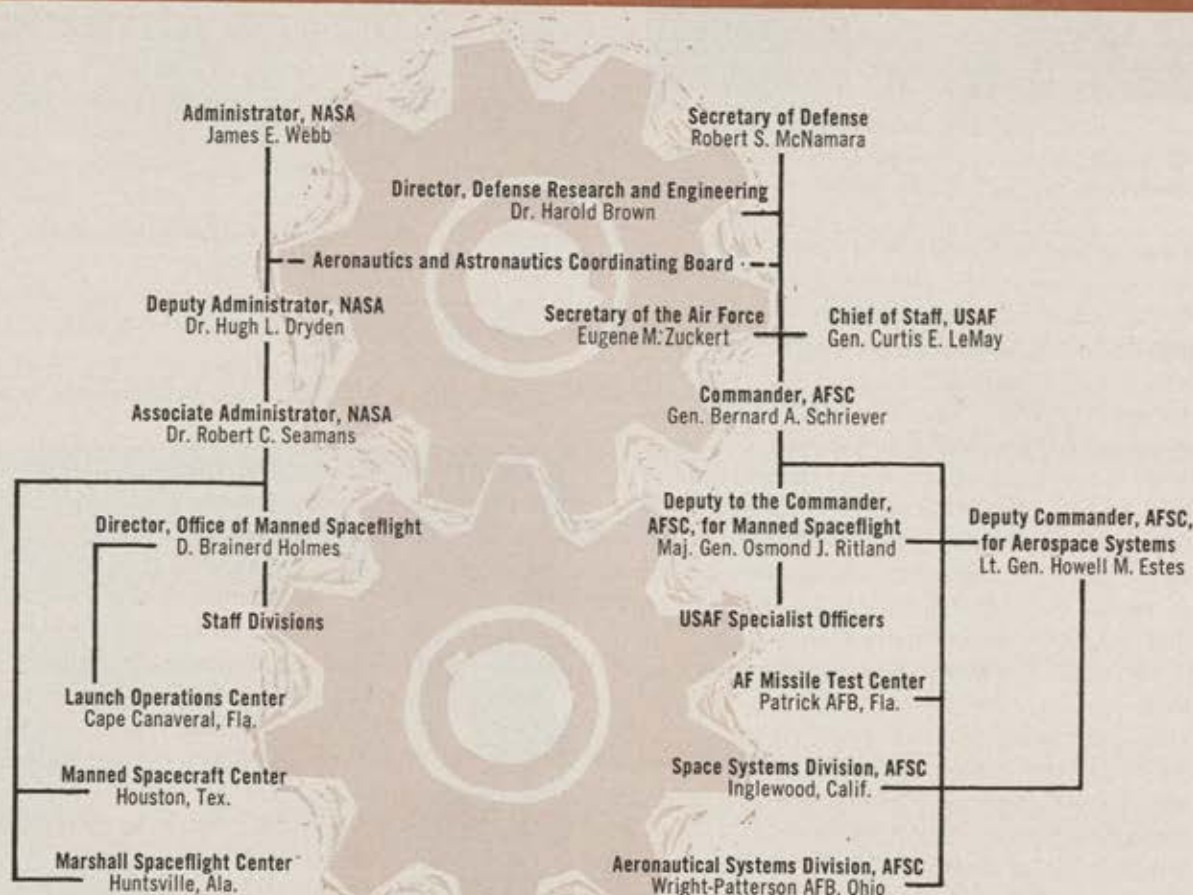 Administrator, NASA
James E. Webb
Secretary of Defense
Robert S. McNamara
Director, Defense Research and Engineering
Dr. Harold Brown
Aeronautics and Astronautics Coordinating Board
Deputy Administrator, NASA
Dr. Hugh L. Dryden
Secretary of the Air Force
Eugene M. Zuckert
Chief of Staff, USAF
Gen. Curtis E. LeMay
Associate Administrator, NASA
Dr. Robert C. Seamans
Commander, AFSC
Gen. Bernard A. Schriever
Director, Office of Manned Spaceflight
D. Brainerd Holmes
Deputy to the Commander,
AFSC, for Manned Spaceflight
Maj. Gen. Osmond J. Ritland
Deputy Commander, AFSC,
for Aerospace Systems
Lt. Gen. Howell M. Estes
Staff Divisions
USAF Specialist Officers
Launch Operations Center
Cape Canaveral, Fla.
AF Missile Test Center
Patrick AFB, Fla.
Manned Spacecraft Center
Houston, Tex.
Space Systems Division, AFSC
Inglewood, Calif.
Marshall Spaceflight Center
Huntsville, Ala.
Aeronautical Systems Division, AFSC
Wright-Patterson AFB, Ohio